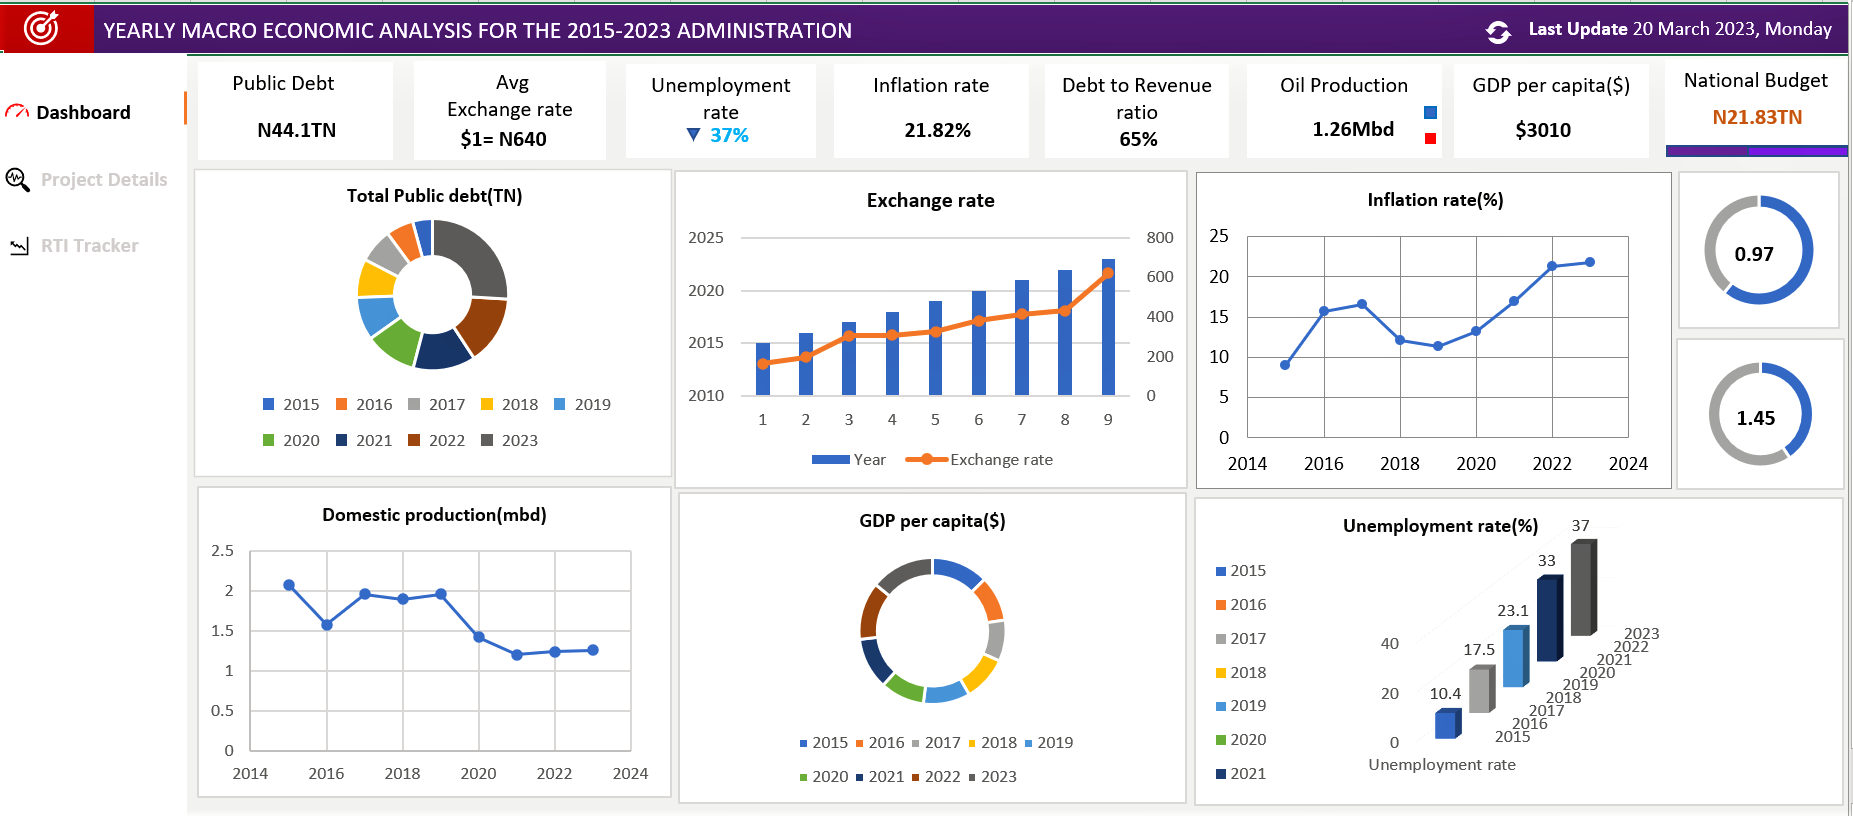 YEARLY MACRO ECONOMIC ANALYSIS FOR THE 2015-2023 ADMINISTRATION
Last Update 20 March 2023, Monday
Dashboard
Project Details
RTI Tracker
Public Debt
N44.1TN
Avg
Exchange rate
$1= N640
Unemployment
rate
37%
Inflation rate
21.82%
Debt to Revenue
ratio
65%
Oil Production
1.26Mbd
GDP per capita($)
$3010
National Budget
N21.83TN
Total Public debt(TN)
2015 2016 2017 2018 2019
2020 2021 2022 2023
Exchange rate
2025 800
600
2020
400
2015
200
2010 0
1 2 3 4 5 6 7 8 9
Year Exchange rate
Inflation rate(%)
25
20
15
10
5
0
2014 2016 2018 2020 2022 2024
0.97
1.45
Domestic production(mbd)
2.5
2
1.5
1
0.5
0
2014 2016 2018 2020 2022 2024
GDP per capita($)
2015 2016 2017 2018 2019
2020 2021 2022 2023
Unemployment rate(%)
2015
2016
2017
2018
2019
2020
2021
37
33
23.1
17.5
10.4
40
20
0
2023
2022
2021
2020
2019
2018
2017
2016
2015
Unemployment rate